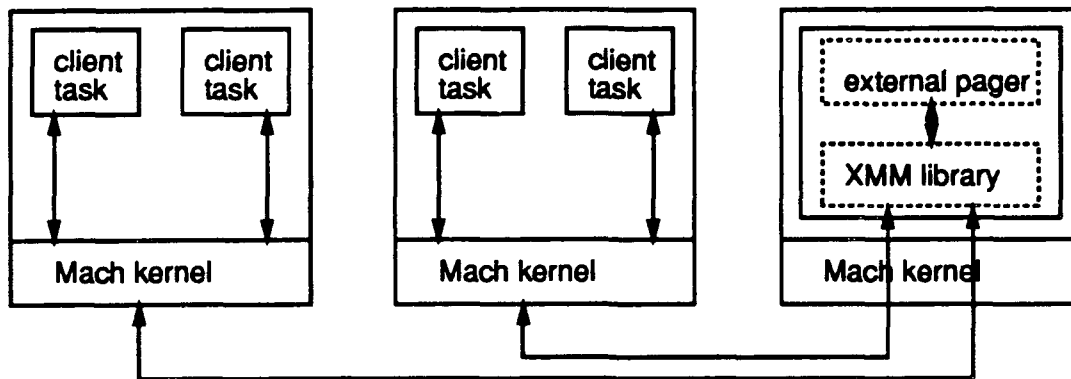 client
task
client
task
client
task
client
task
external pager
XMM library
Mach kernel
Mach kernel
Mach kernel